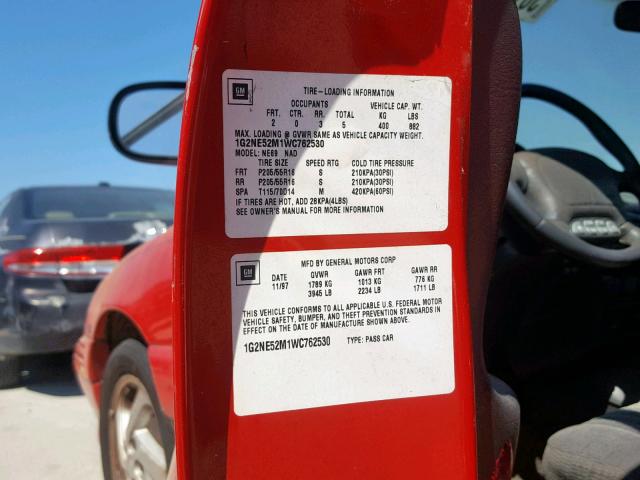 GM
TIRE-LOADING INFORMATION
OCCUPANTS VEHICLE CAP. WT.
FRT. CTR. RR. TOTAL KG LBS
2 0 3 5 400 882
MAX. LOADING @ GVWR SAME AS VEHICLE CAPACITY WEIGHT.
1G2NE52M1WC762530
MODEL: NE69 NAD
TIRE SIZE SPEED RTG COLD TIRE PRESSURE
FRT P205/55R16 S 210KPA(30PSI)
RR P205/55R16 S 210KPA(30PSI)
SPA T115/70D14 M 420KPA(60PSI)
IF TIRES ARE HOT, ADD 28KPA(4LBS)
SEE OWNER'S MANUAL FOR MORE INFORMATION
GM
MFD BY GENERAL MOTORS CORP
DATE GVWR GAWR FRT GAWR RR
11/97 1789 KG 1013 KG 776 KG
3945 LB 2234 LB 1711 LB
THIS VEHICLE CONFORMS TO ALL APPLICABLE U.S. FEDERAL MOTOR
VEHICLE SAFETY, BUMPER, AND THEFT PREVENTION STANDARDS IN
EFFECT ON THE DATE OF MANUFACTURE SHOWN ABOVE.
1G2NE52M1WC762530 TYPE: PASS CAR